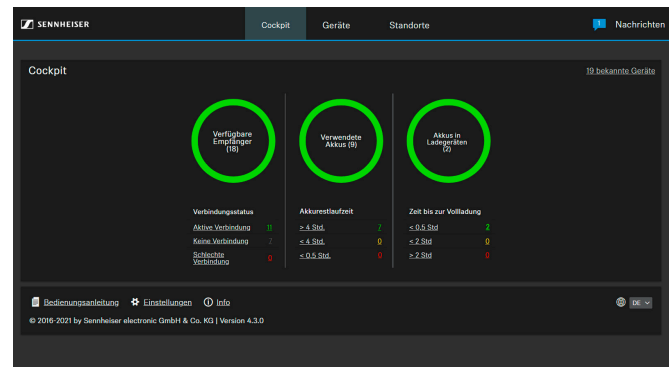 SENNHEISER
Cockpit Geräte Standorte
! Nachrichten
Cockpit
19 bekannte Geräte
Verfügbare
Empfänger
(18)
Verwendete
Akkus (9)
Akkus in
Ladegeräten
(2)
Verbindungsstatus
Aktive Verbindung 11
Keine Verbindung 7
Schlechte
Verbindung 0
Akkurestlaufzeit
> 4 Std. 7
< 4 Std. 0
< 0.5 Std. 0
Zeit bis zur Vollladung
< 0.5 Std 2
< 2 Std 0
> 2 Std 0
Bedienungsanleitung Einstellungen Info
DE
© 2016-2021 by Sennheiser electronic GmbH & Co. KG | Version 4.3.0